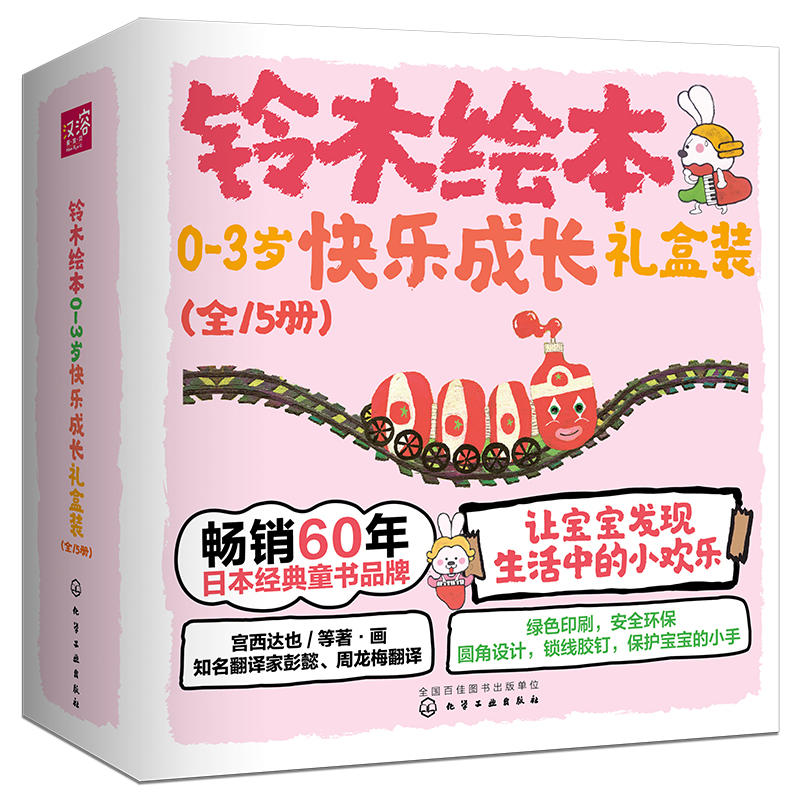 铃木绘本
0-3岁快乐成长礼盒装
(全15册)
畅销60年
日本经典童书品牌
让宝宝发现
生活中的小欢乐
宫西达也/等著·画
知名翻译家彭懿、周龙梅翻译
绿色印刷，安全环保
圆角设计，锁线胶钉，保护宝宝的小手
全国百佳图书出版单位
化学工业出版社
汉溶
铃木绘本0-3岁快乐成长礼盒装
(全15册)
化学工业出版社